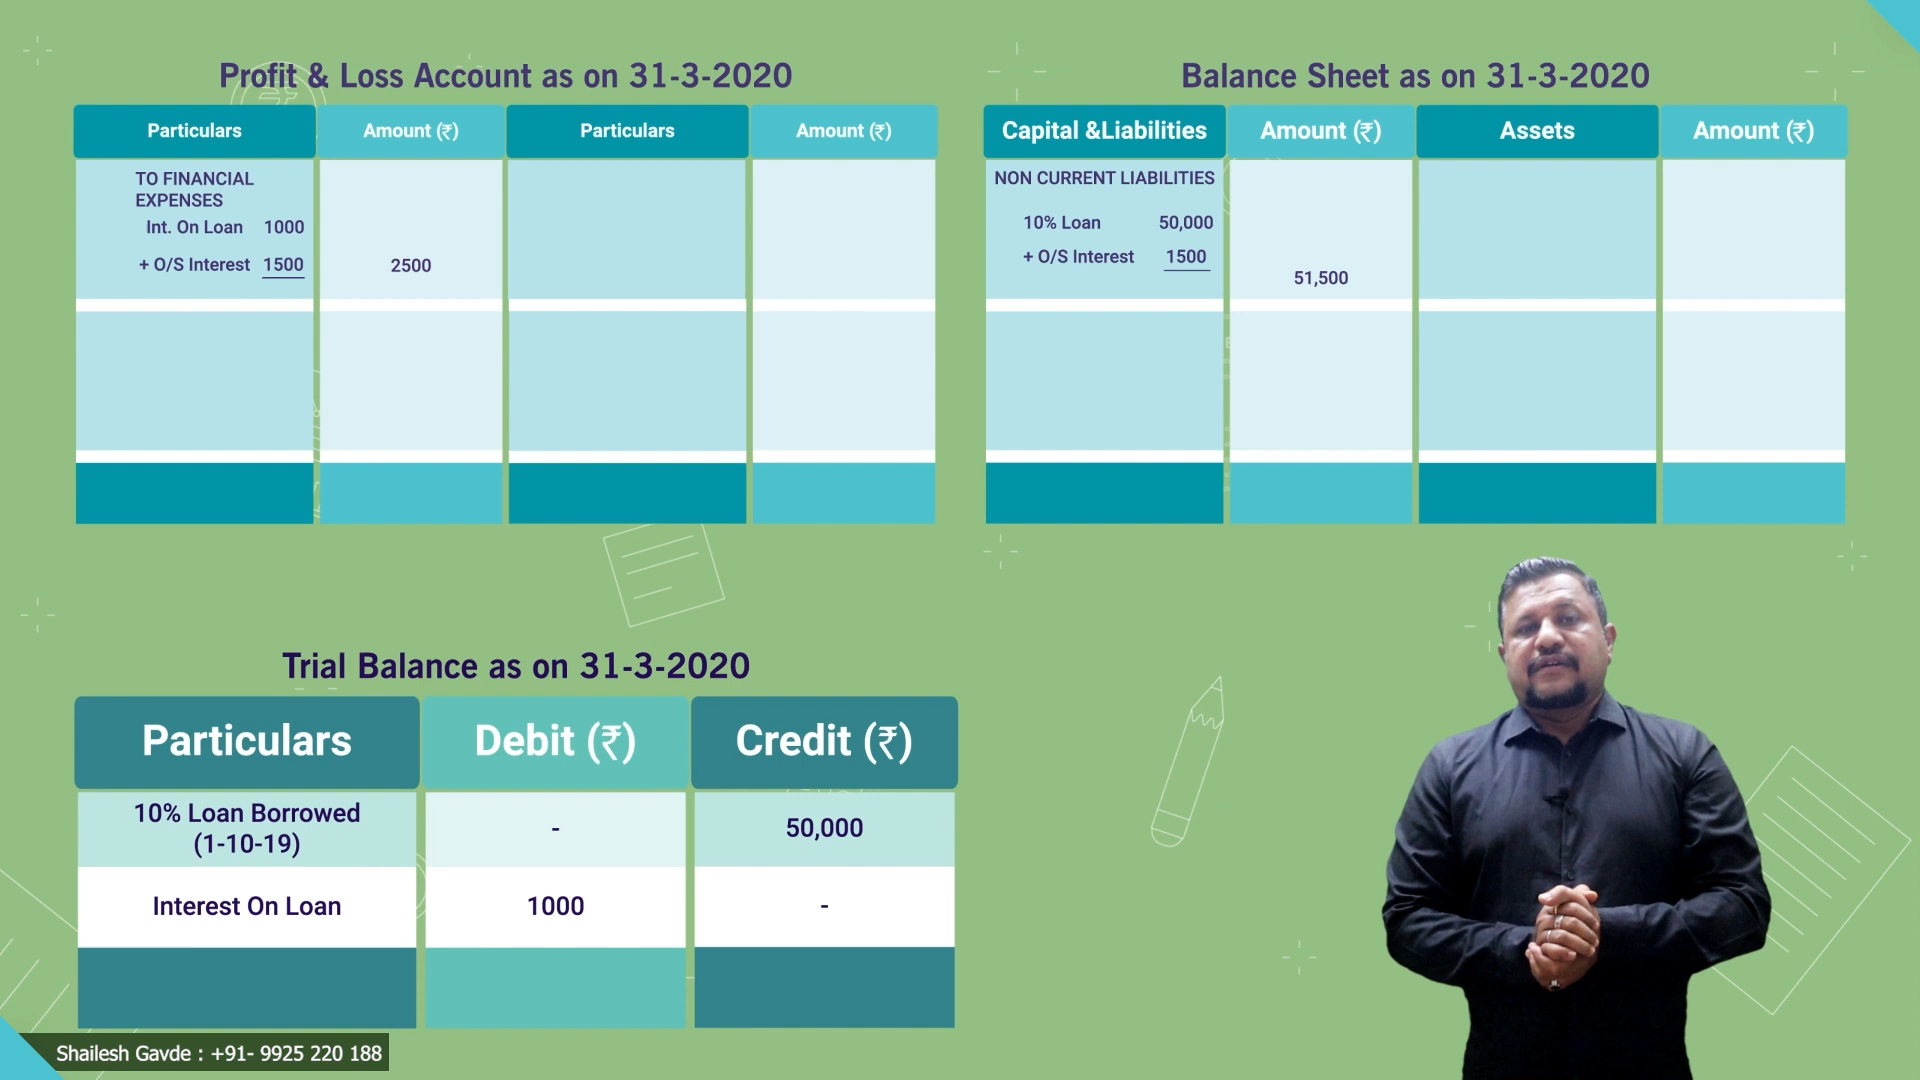 Profit & Loss Account as on 31-3-2020
Particulars Amount (₹) Particulars Amount (₹)
TO FINANCIAL
EXPENSES
Int. On Loan 1000
+ O/S Interest 1500 2500
Balance Sheet as on 31-3-2020
Capital &Liabilities Amount (₹) Assets Amount (₹)
NON CURRENT LIABILITIES
10% Loan 50,000
+ O/S Interest 1500
51,500
Trial Balance as on 31-3-2020
Particulars Debit (₹) Credit (₹)
10% Loan Borrowed
(1-10-19) - 50,000
Interest On Loan 1000 -
Shailesh Gavde : +91- 9925 220 188